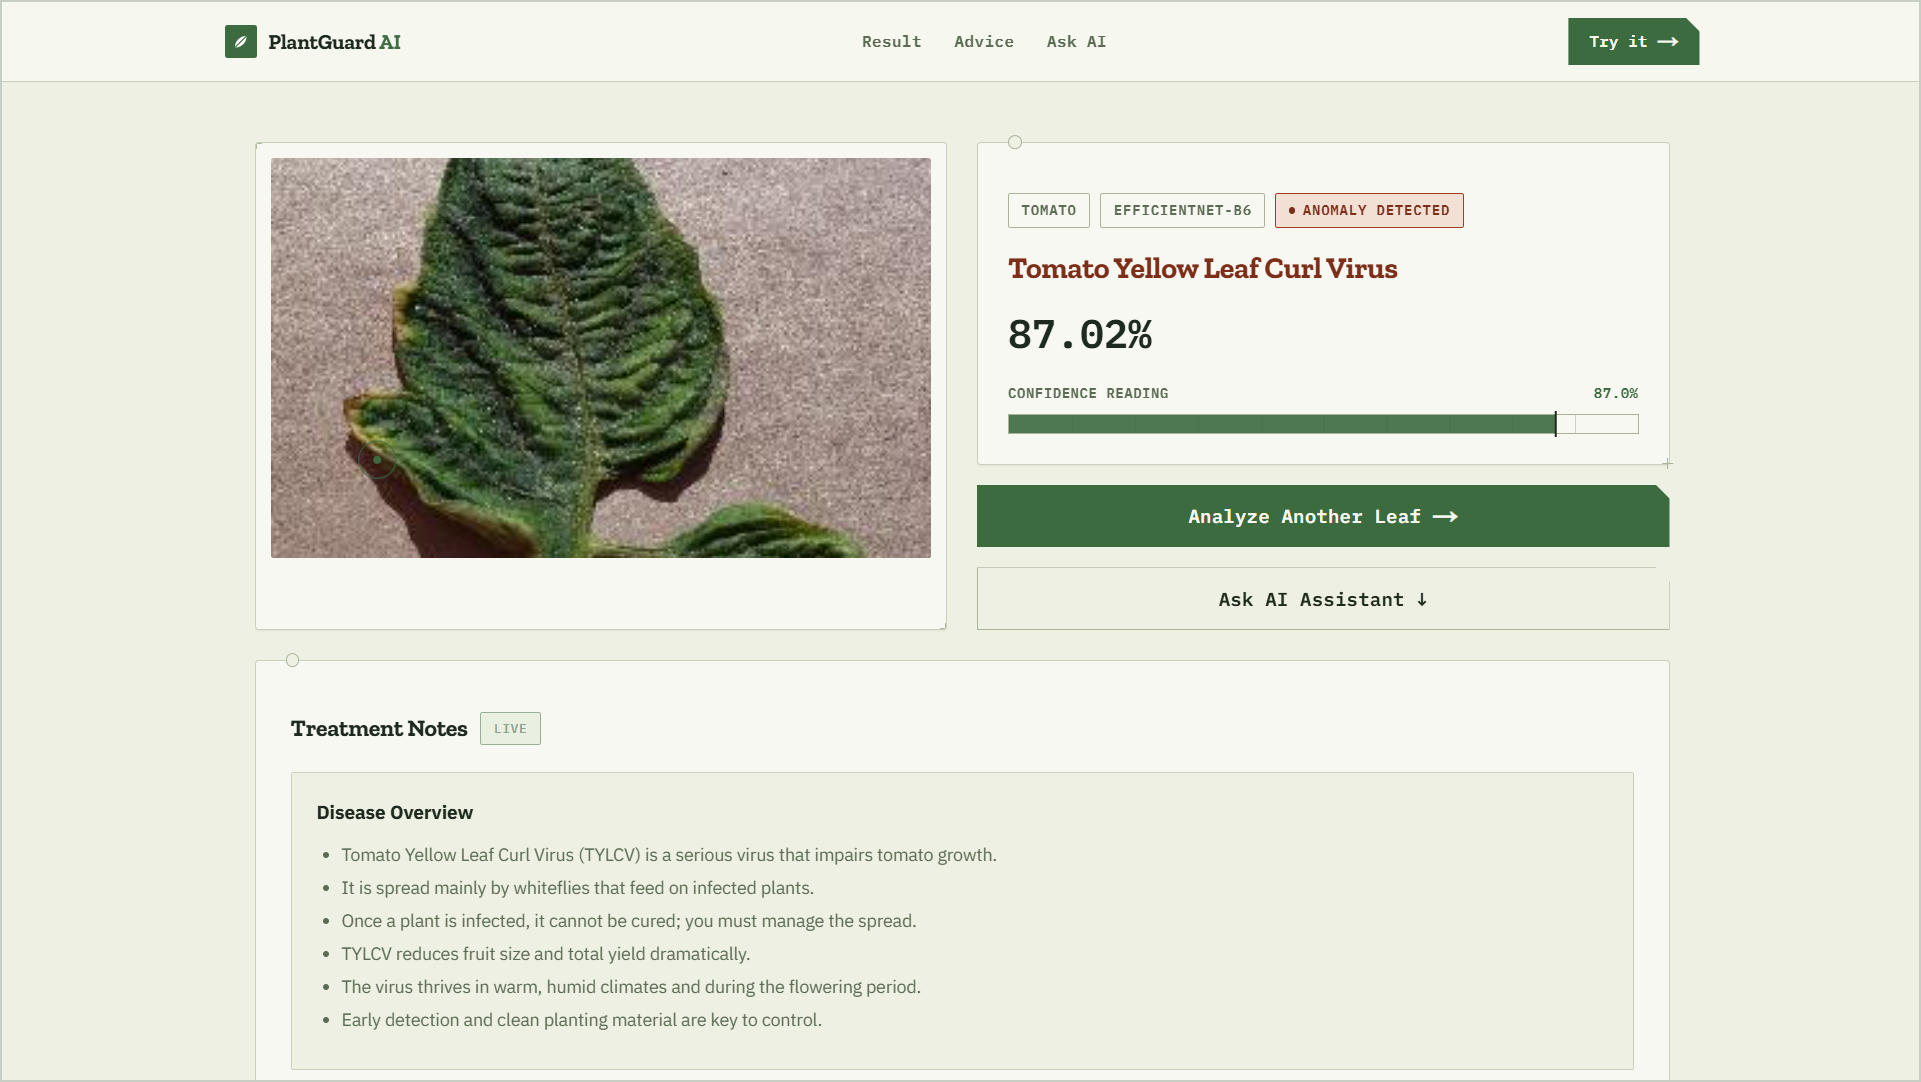 PlantGuard AI
Result Advice Ask AI
Try it →
TOMATO
EFFICIENTNET-B6
• ANOMALY DETECTED
Tomato Yellow Leaf Curl Virus
87.02%
CONFIDENCE READING
87.0%
Analyze Another Leaf →
Ask AI Assistant ↓
Treatment Notes
LIVE
Disease Overview
• Tomato Yellow Leaf Curl Virus (TYLCV) is a serious virus that impairs tomato growth.
• It is spread mainly by whiteflies that feed on infected plants.
• Once a plant is infected, it cannot be cured; you must manage the spread.
• TYLCV reduces fruit size and total yield dramatically.
• The virus thrives in warm, humid climates and during the flowering period.
• Early detection and clean planting material are key to control.